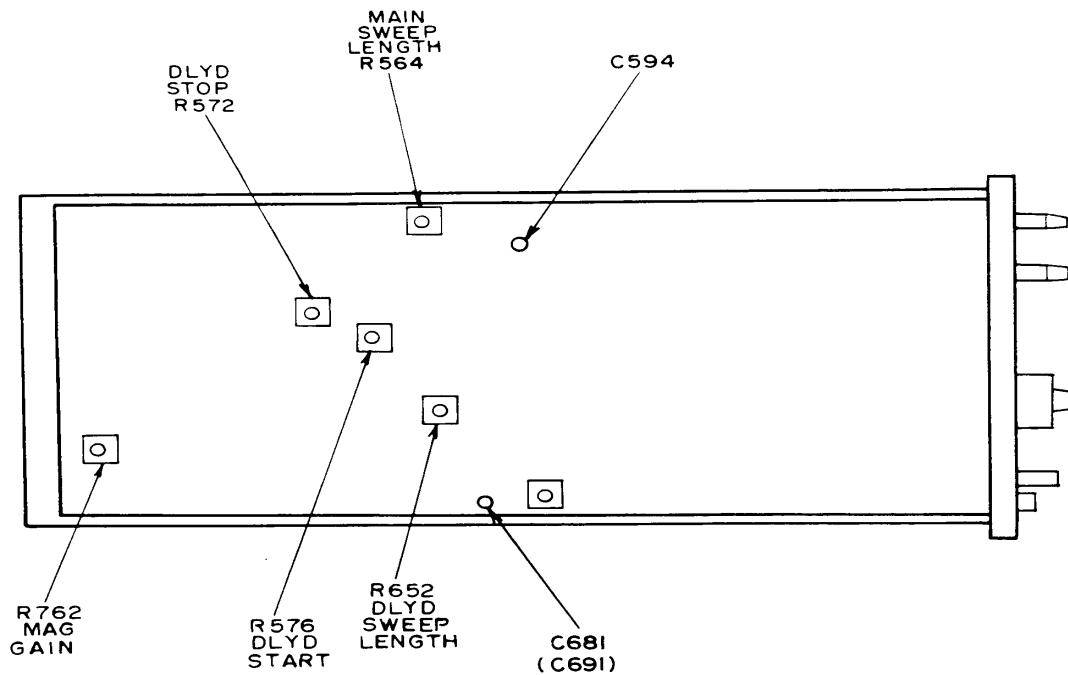 MAIN
SWEEP
LENGTH
R564
C594
DLYD
STOP
R572
R762
MAG
GAIN
R576
DLYD
START
R652
DLYD
SWEEP
LENGTH
C681
(C691)